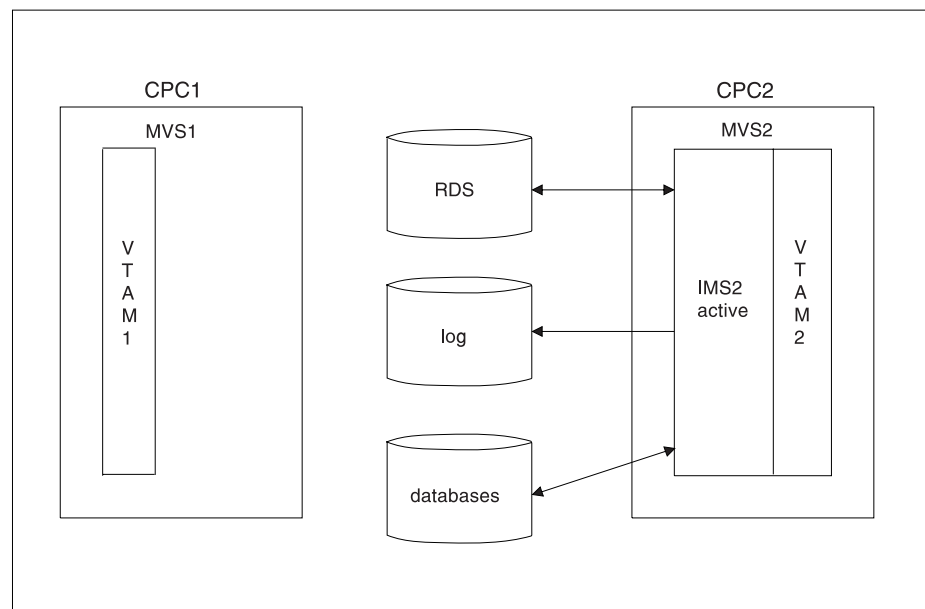 CPC1
MVS1
V
T
A
M
1
RDS
log
databases
CPC2
MVS2
IMS2
active
V
T
A
M
2